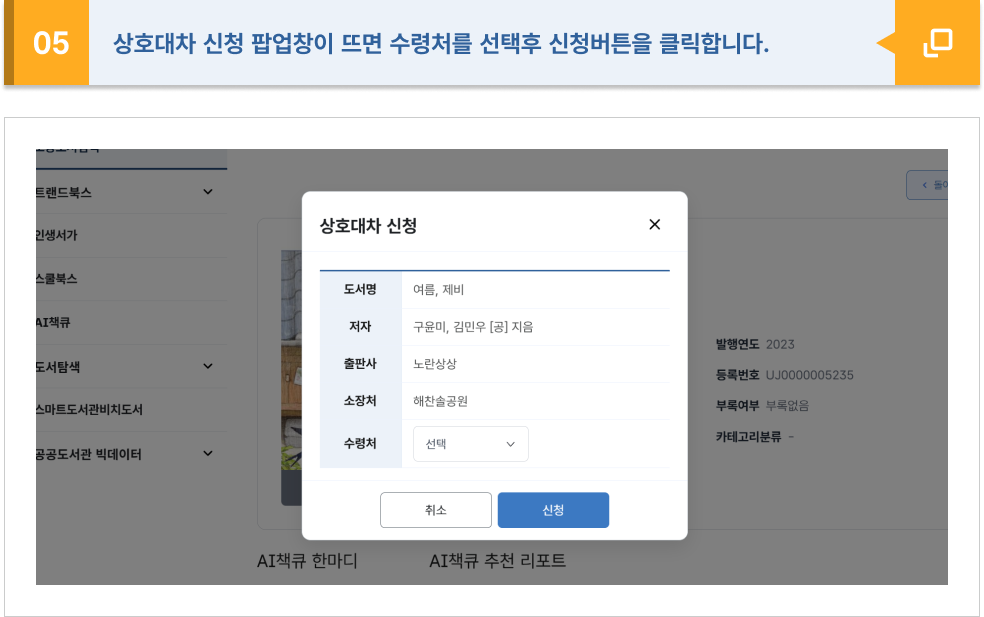 05
상호대차 신청 팝업창이 뜨면 수령처를 선택후 신청버튼을 클릭합니다.
트랜드북스
인생서가
스쿨북스
AI책큐
도서탐색
스마트도서관비치도서
공공도서관 빅데이터
상호대차 신청
도서명 여름, 제비
저자 구윤미, 김민우 [공] 지음
출판사 노란상상
소장처 해찬솔공원
수령처 선택
취소 신청
발행연도 2023
등록번호 UJ0000005235
부록여부 부록없음
카테고리분류 -
AI책큐 한마디 AI책큐 추천 리포트